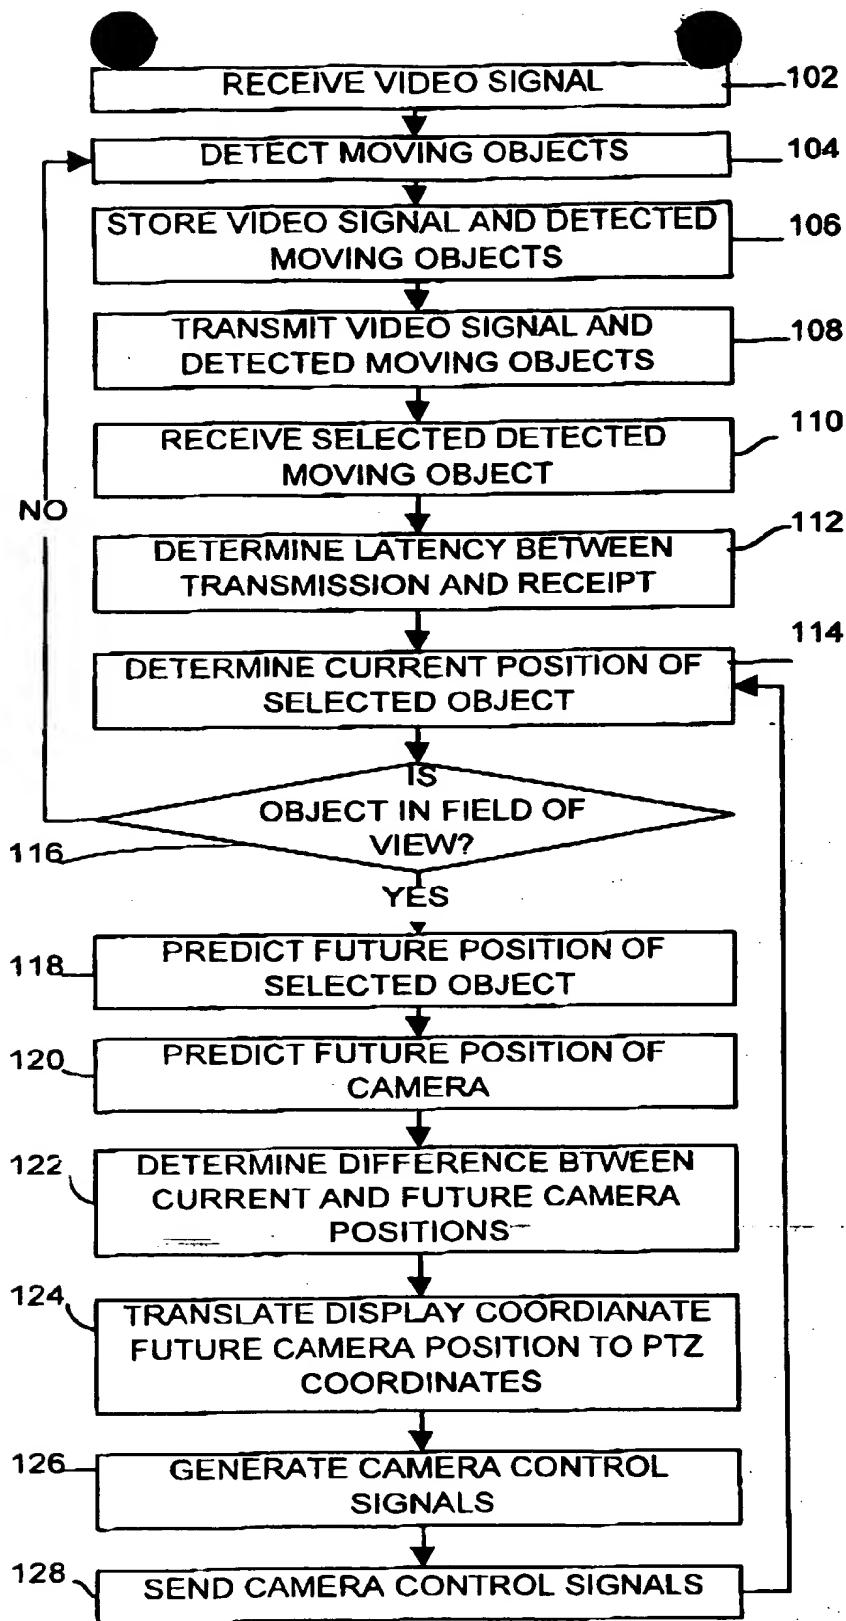 RECEIVE VIDEO SIGNAL
102
DETECT MOVING OBJECTS
104
STORE VIDEO SIGNAL AND DETECTED
MOVING OBJECTS
106
TRANSMIT VIDEO SIGNAL AND
DETECTED MOVING OBJECTS
108
RECEIVE SELECTED DETECTED
MOVING OBJECT
110
NO
DETERMINE LATENCY BETWEEN
TRANSMISSION AND RECEIPT
112
DETERMINE CURRENT POSITION OF
SELECTED OBJECT
114
IS
OBJECT IN FIELD OF
VIEW?
116
YES
PREDICT FUTURE POSITION OF
SELECTED OBJECT
118
PREDICT FUTURE POSITION OF
CAMERA
120
DETERMINE DIFFERENCE BTWEEN
CURRENT AND FUTURE CAMERA
POSITIONS
122
TRANSLATE DISPLAY COORDIANATE
FUTURE CAMERA POSITION TO PTZ
COORDINATES
124
GENERATE CAMERA CONTROL
SIGNALS
126
SEND CAMERA CONTROL SIGNALS
128